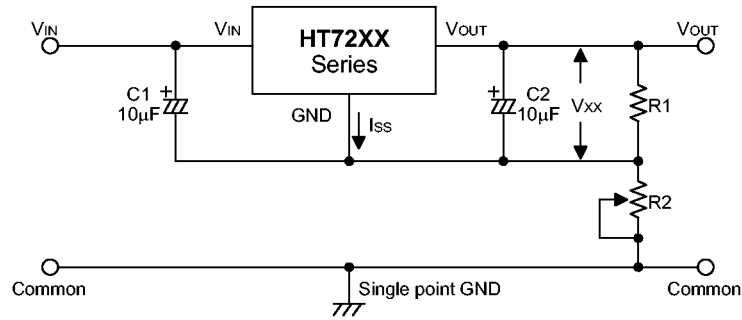 VIN
VIN
HT72XX
Series
VOUT
VOUT
C1
10μF
+
GND
ISS
+
C2
10μF
VXX
R1
R2
Common
Single point GND
Common